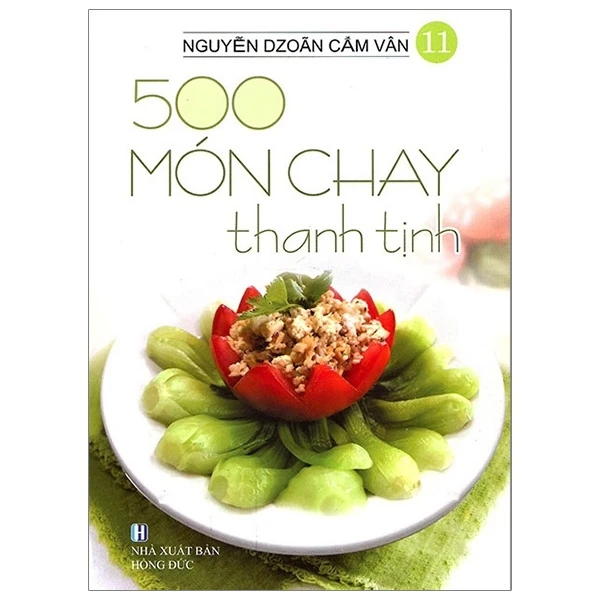 NGUYỄN DZOÃN CẨM VÂN 11
500
MÓN CHAY
thanh tịnh
H
NHÀ XUẤT BẢN
HỒNG ĐỨC